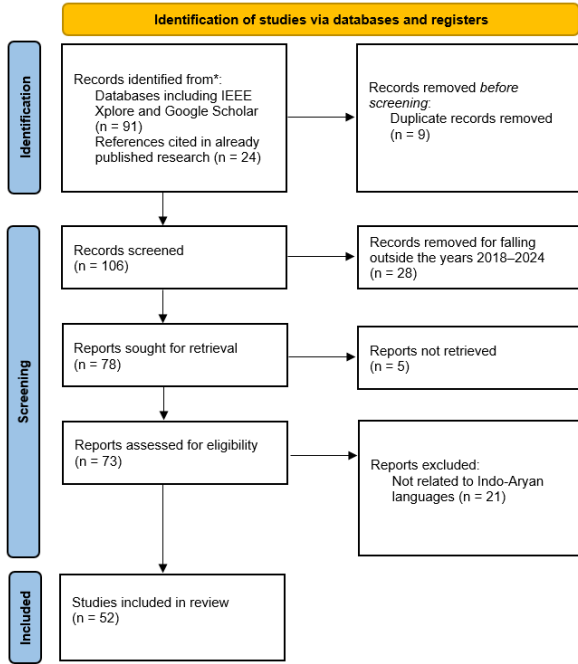 Identification of studies via databases and registers
Identification
Records identified from*:
Databases including IEEE
Xplore and Google Scholar
(n = 91)
References cited in already
published research (n = 24)
Records removed before
screening:
Duplicate records removed
(n = 9)
Screening
Records screened
(n = 106)
Records removed for falling
outside the years 2018–2024
(n = 28)
Reports sought for retrieval
(n = 78)
Reports not retrieved
(n = 5)
Reports assessed for eligibility
(n = 73)
Reports excluded:
Not related to Indo-Aryan
languages (n = 21)
Included
Studies included in review
(n = 52)